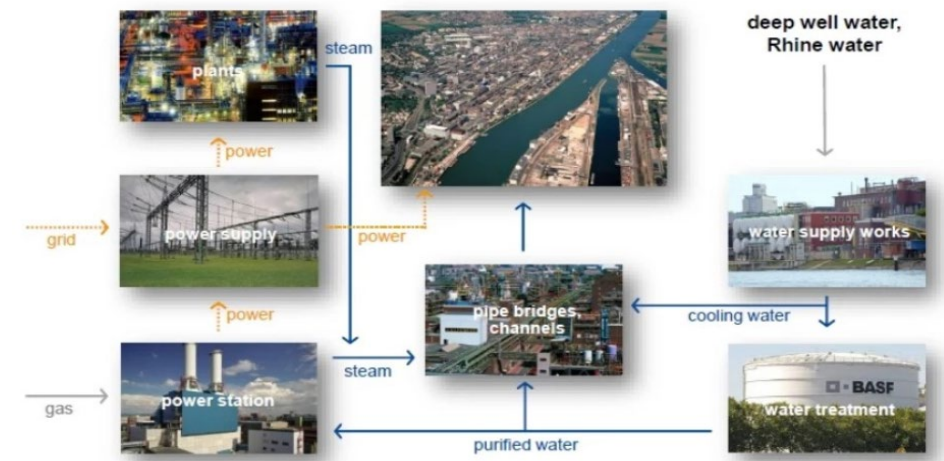 plants
steam
deep well water,
Rhine water
power
grid
power supply
power
water supply works
power
pipe bridges,
channels
cooling water
gas
power station
steam
BASF
water treatment
purified water